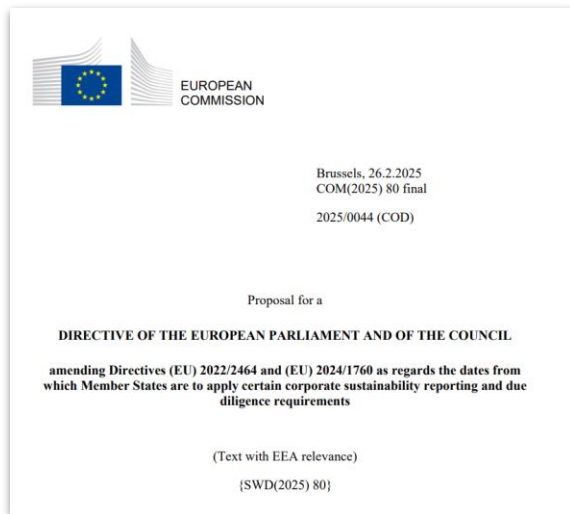 EUROPEAN
COMMISSION
Brussels, 26.2.2025
COM(2025) 80 final
2025/0044 (COD)
Proposal for a
DIRECTIVE OF THE EUROPEAN PARLIAMENT AND OF THE COUNCIL
amending Directives (EU) 2022/2464 and (EU) 2024/1760 as regards the dates from
which Member States are to apply certain corporate sustainability reporting and due
diligence requirements
(Text with EEA relevance)
{SWD(2025) 80}